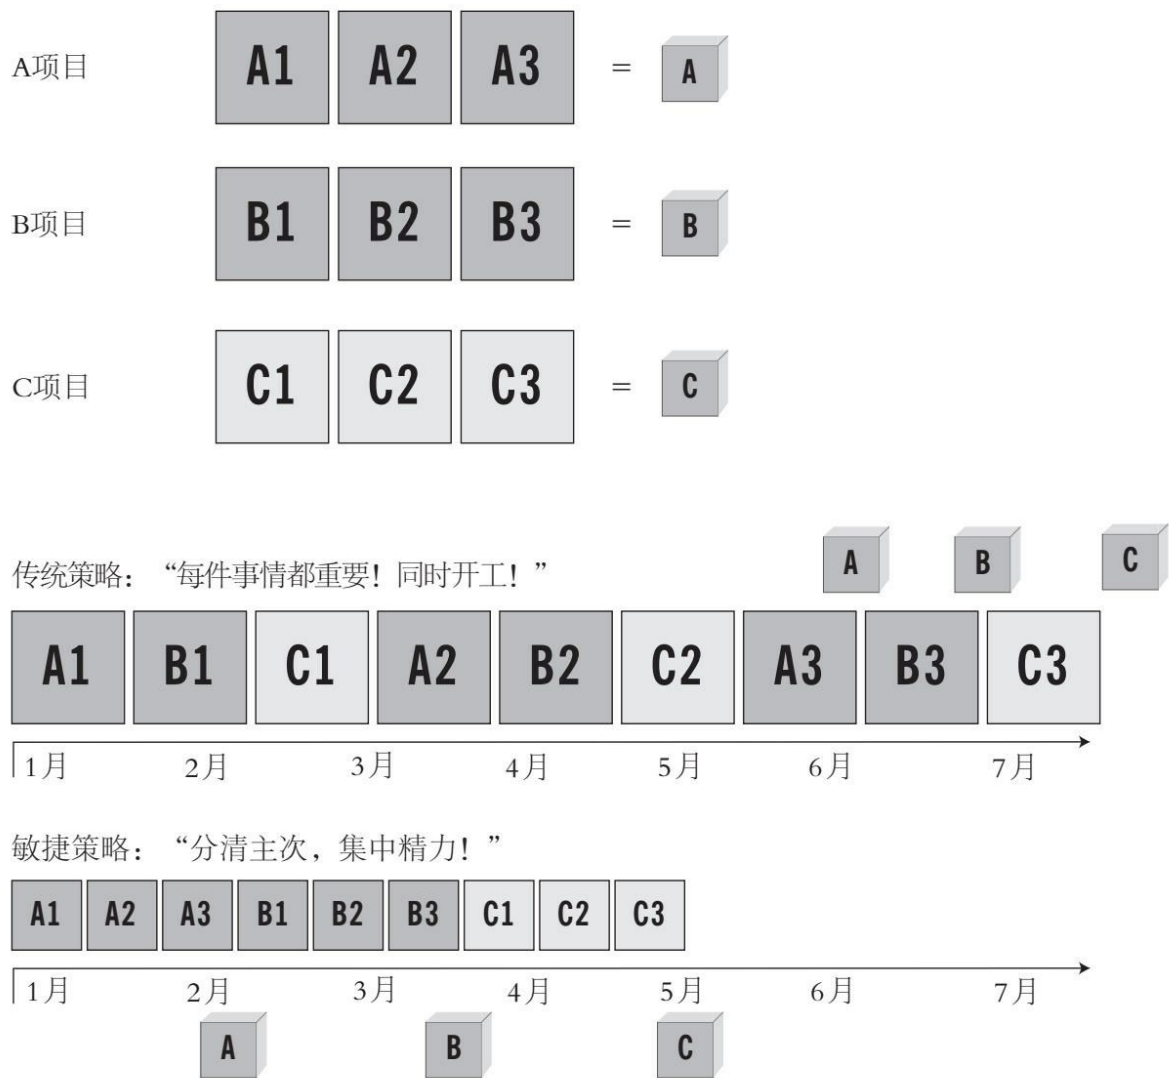 A项目 A1 A2 A3 = A
B项目 B1 B2 B3 = B
C项目 C1 C2 C3 = C
A B C
传统策略：“每件事情都重要！同时开工！”
A1 B1 C1 A2 B2 C2 A3 B3 C3
1月 2月 3月 4月 5月 6月 7月
敏捷策略：“分清主次，集中精力！”
A1 A2 A3 B1 B2 B3 C1 C2 C3
1月 2月 3月 4月 5月 6月 7月
A B C